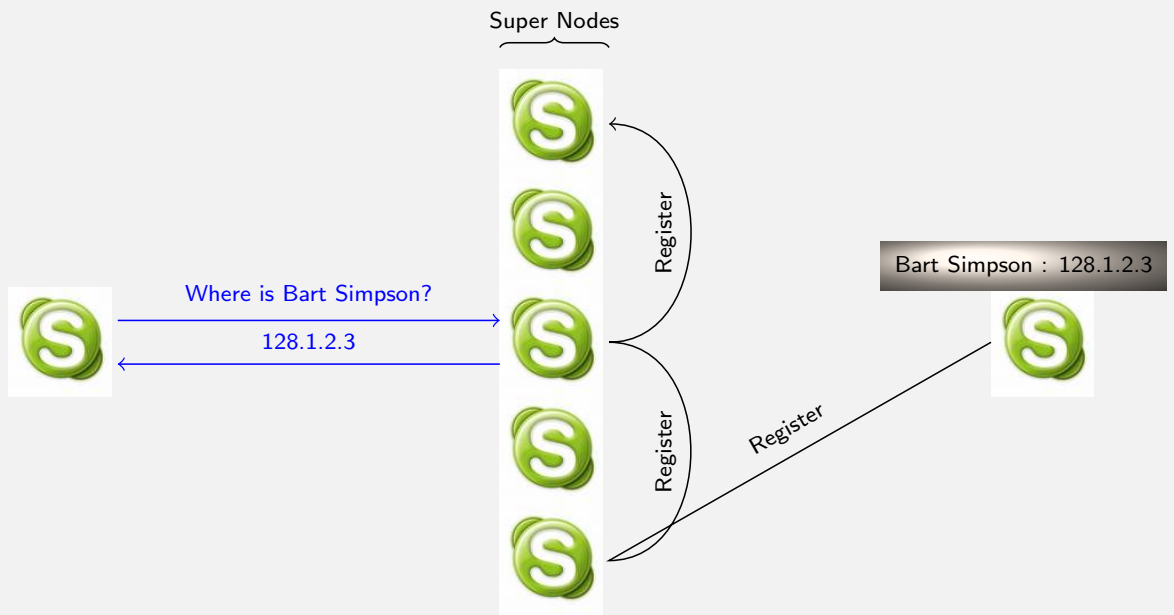 Super Nodes
S
S
Register
Bart Simpson : 128.1.2.3
Where is Bart Simpson?
128.1.2.3
S
S
S
Register
Register
S
S